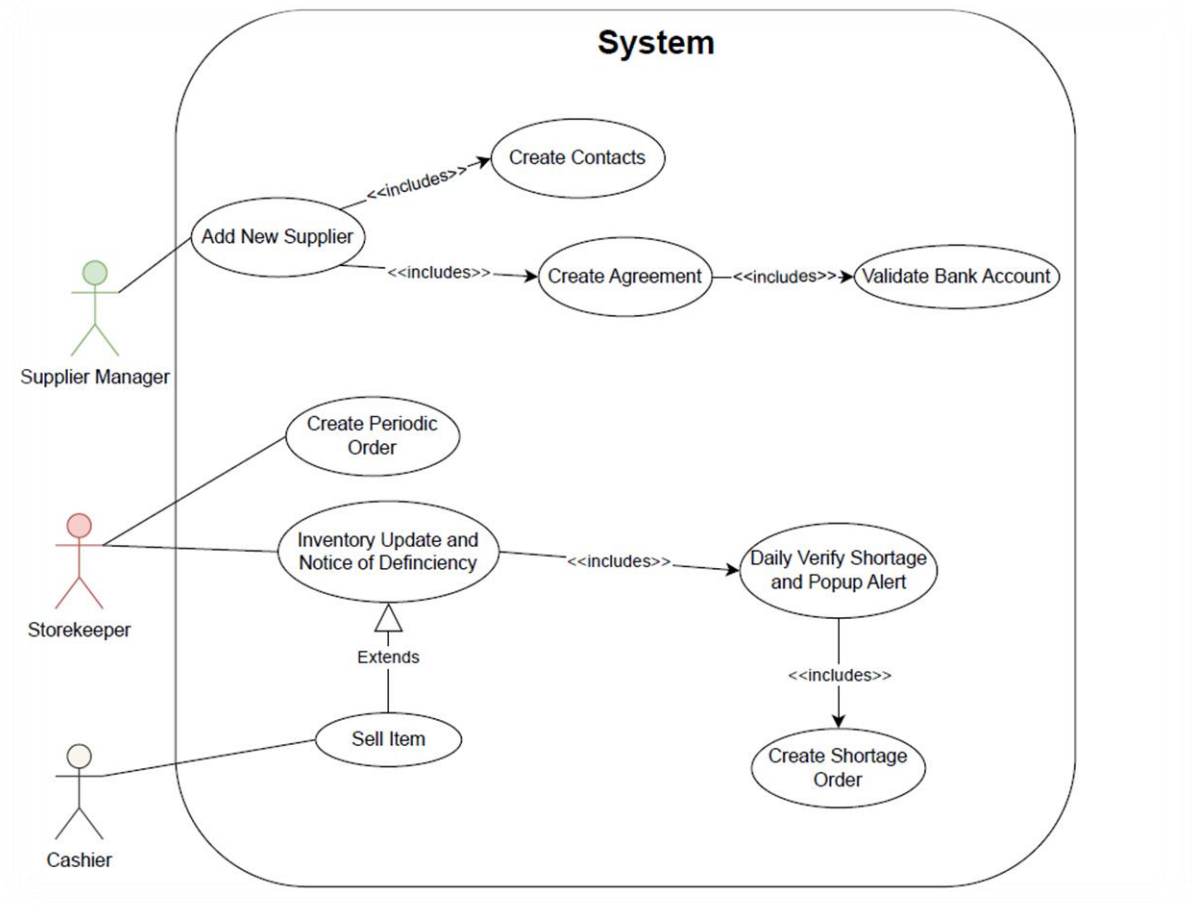 System
Create Contacts
<<includes>>
Add New Supplier
<<includes>>
Create Agreement
<<includes>>
Validate Bank Account
Supplier Manager
Create Periodic
Order
Inventory Update and
Notice of Definciency
<<includes>>
Daily Verify Shortage
and Popup Alert
Storekeeper
Extends
<<includes>>
Sell Item
Create Shortage
Order
Cashier